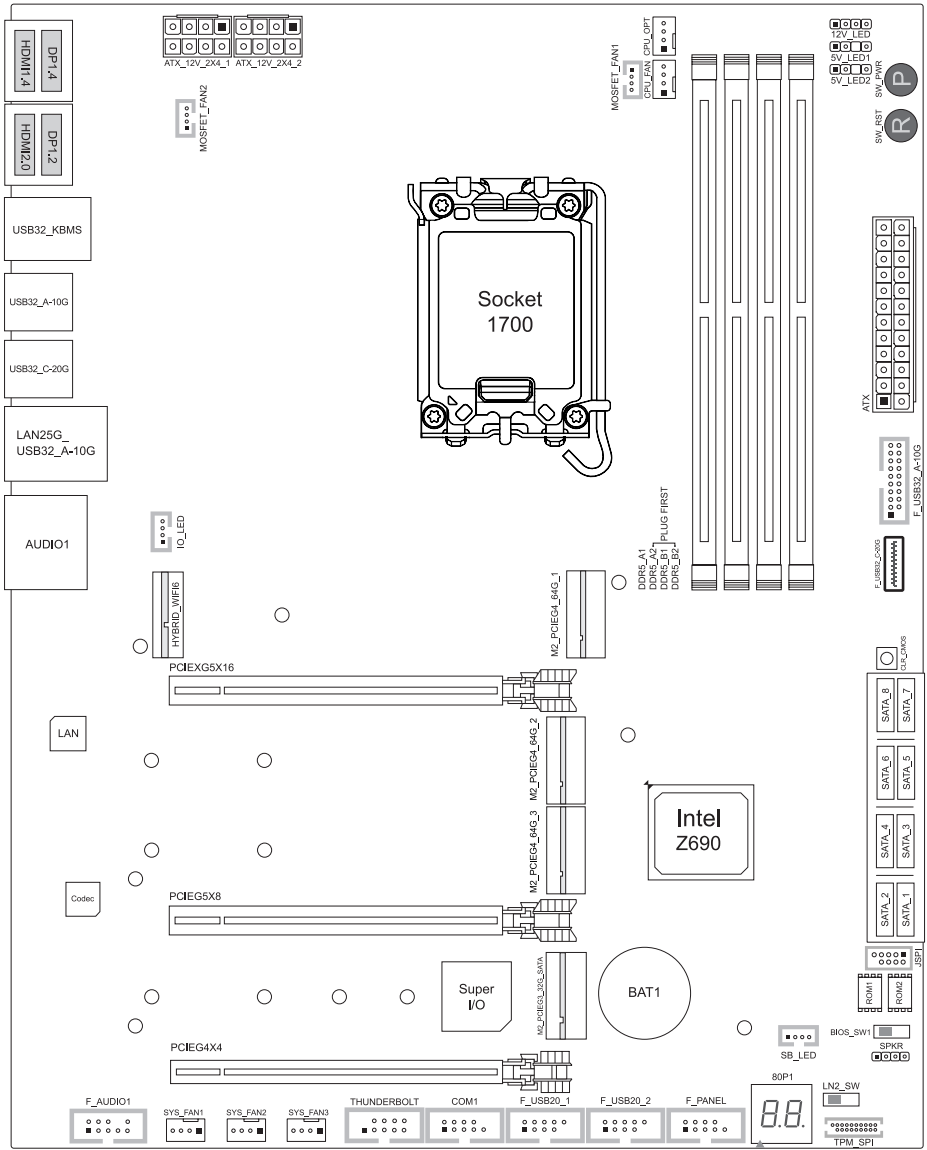 HDMI1.4
DP1.4
ATX_12V_2X4_1
ATX_12V_2X4_2
MOSFET_FAN2
MOSFET_FAN1
CPU_OPT
CPU_FAN
12V_LED
5V_LED1
5V_LED2
SW_PWR
P
SW_RST
R
HDMI2.0
DP1.2
USB32_KBMS
USB32_A-10G
USB32_C-20G
LAN25G_
USB32_A-10G
AUDIO1
Socket
1700
ATX
F_USB32_A-10G
F_USB32_C-20G
IO_LED
PLUG FIRST
DDR5_A1
DDR5_A2
DDR5_B1
DDR5_B2
HYBRID_WIFI6
M2_PCIEG4_64G_1
CLR_CMOS
PCIEXG5X16
SATA_8
SATA_7
LAN
M2_PCIEG4_64G_2
SATA_6
SATA_5
Intel
Z690
M2_PCIEG4_64G_3
SATA_4
SATA_3
Codec
PCIEG5X8
SATA_2
SATA_1
JSPI
Super
I/O
M2_PCIEG3_32G_SATA
BAT1
ROM1
ROM2
BIOS_SW1
SPKR
SB_LED
PCIEG4X4
80P1
LN2_SW
F_AUDIO1
SYS_FAN1
SYS_FAN2
SYS_FAN3
THUNDERBOLT
COM1
F_USB20_1
F_USB20_2
F_PANEL
8.8.
TPM_SPI